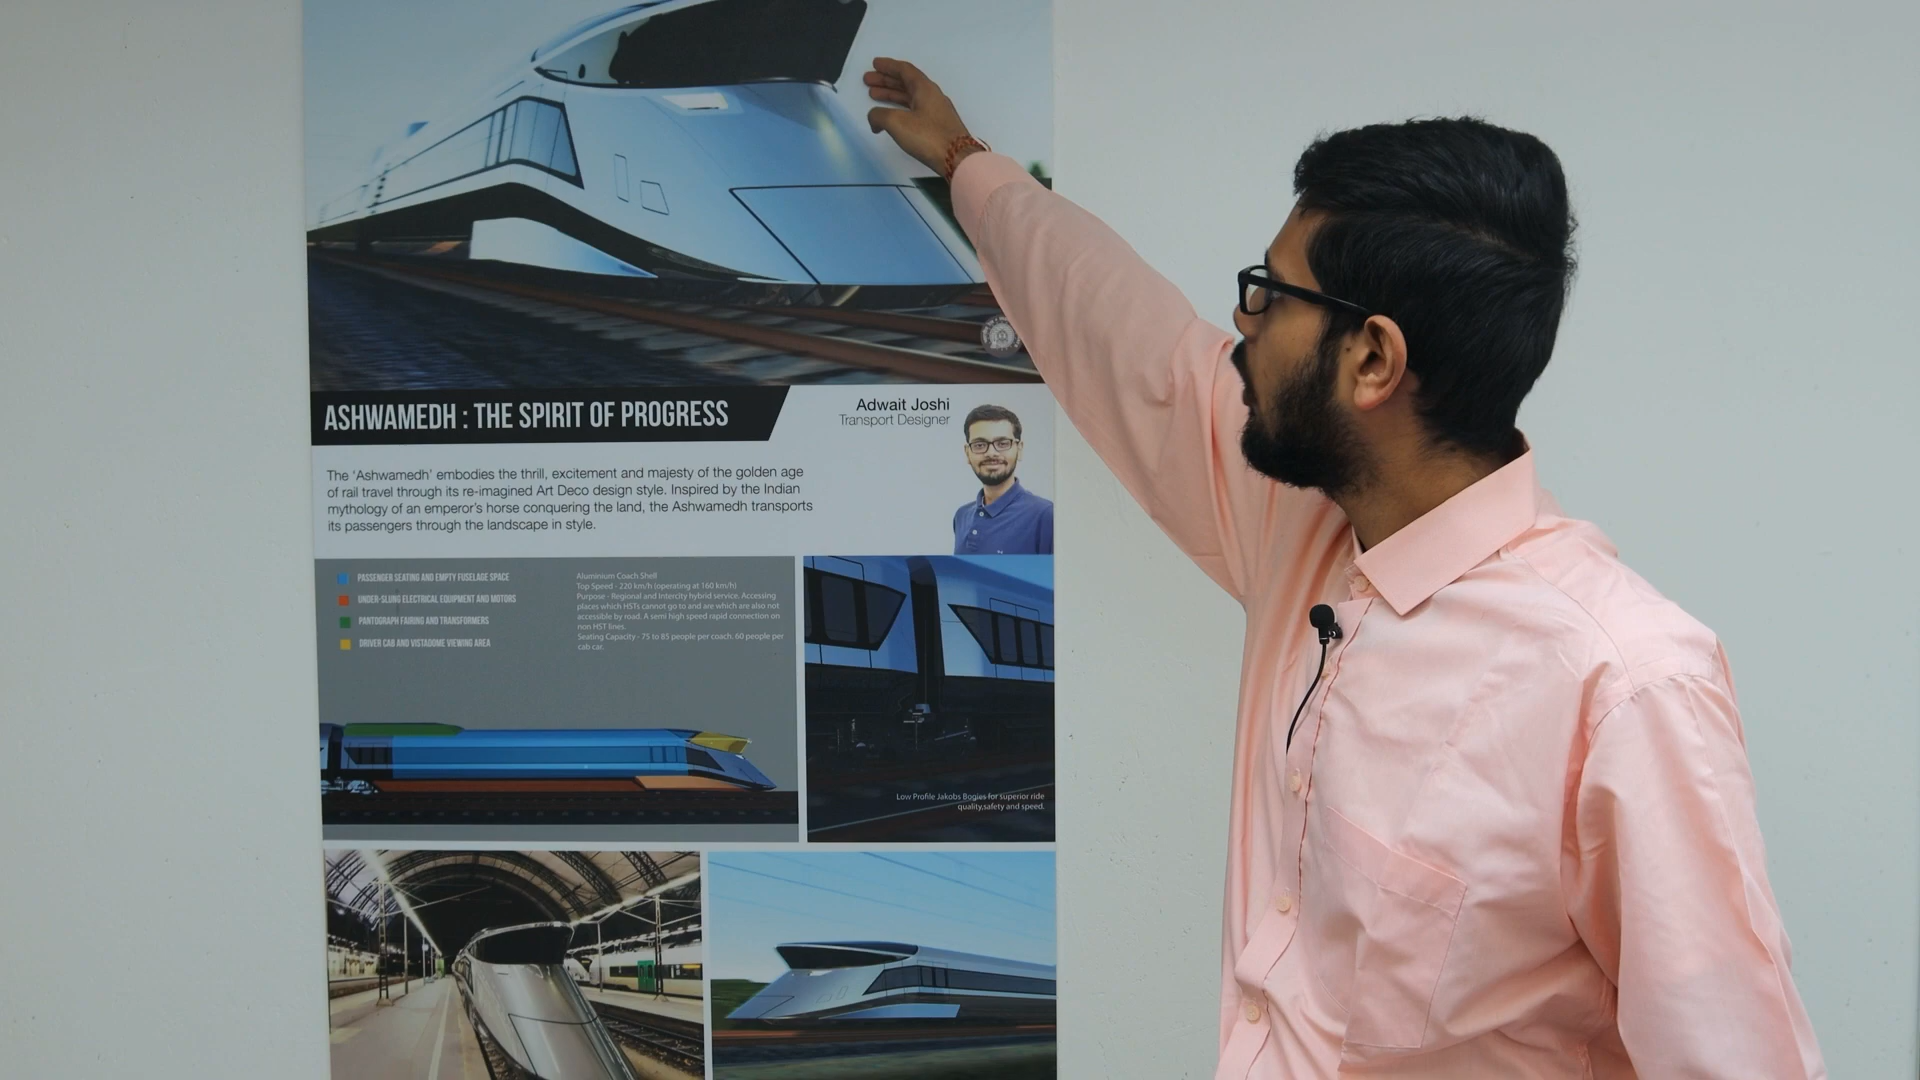 ASHWAMEDH : THE SPIRIT OF PROGRESS
Adwait Joshi
Transport Designer
The 'Ashwamedh' embodies the thrill, excitement and majesty of the golden age
of rail travel through its re-imagined Art Deco design style. Inspired by the Indian
mythology of an emperor's horse conquering the land, the Ashwamedh transports
its passengers through the landscape in style.
PASSENGER SEATING AND EMPTY FUSELAGE SPACE
UNDER-SLUNG ELECTRICAL EQUIPMENT AND MOTORS
PANTOGRAPH FAIRING AND TRANSFORMERS
DRIVER CAB AND VISTADOME VIEWING AREA
Aluminium Coach Shell
Top Speed - 220 km/h (operating at 160 km/h)
Purpose - Regional and Intercity hybrid service. Accessing
places which HSTs cannot go to and are which are also not
accessible by road. A semi high speed rapid connection on
non HST lines.
Seating Capacity - 75 to 85 people per coach. 60 people per
cab car.
Low Profile Jakobs Bogies for superior ride
quality,safety and speed.